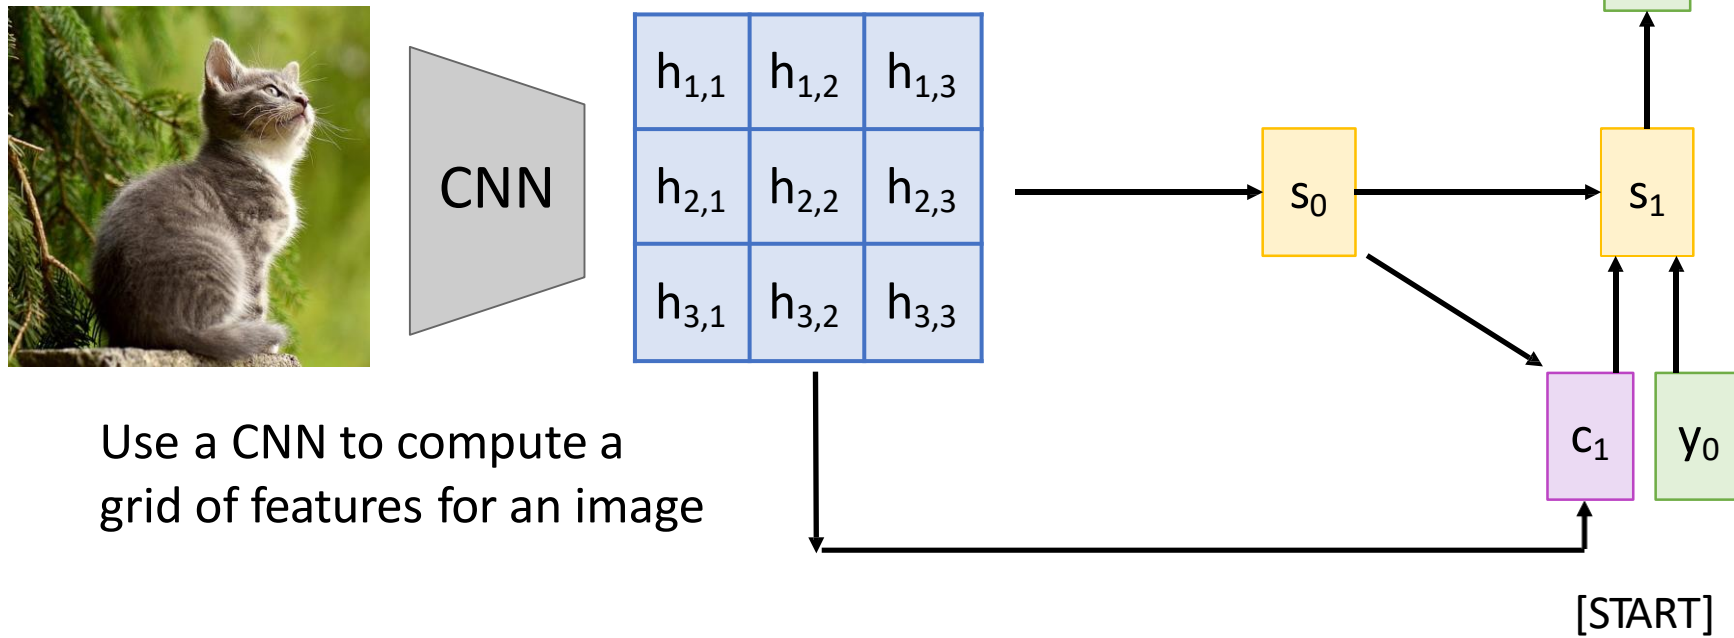 CNN
h1,1 h1,2 h1,3
h2,1 h2,2 h2,3
h3,1 h3,2 h3,3
s0
s1
c1
y0
Use a CNN to compute a
grid of features for an image
[START]